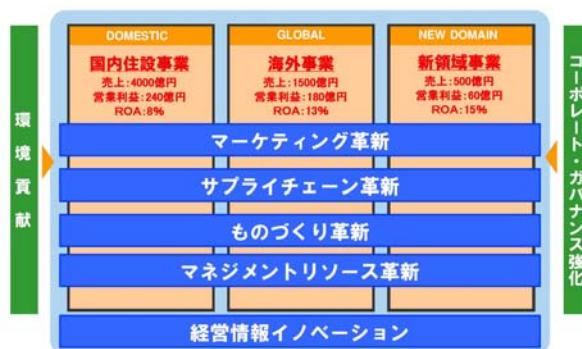 DOMESTIC
国内住設事業
売上:4000億円
営業利益:240億円
ROA:8%
GLOBAL
海外事業
売上:1500億円
営業利益:180億円
ROA:13%
NEW DOMAIN
新領域事業
売上:500億円
営業利益:60億円
ROA:15%
環境貢献
コーポレート・ガバナンス強化
マーケティング革新
サプライチェーン革新
ものづくり革新
マネジメントリソース革新
経営情報イノベーション